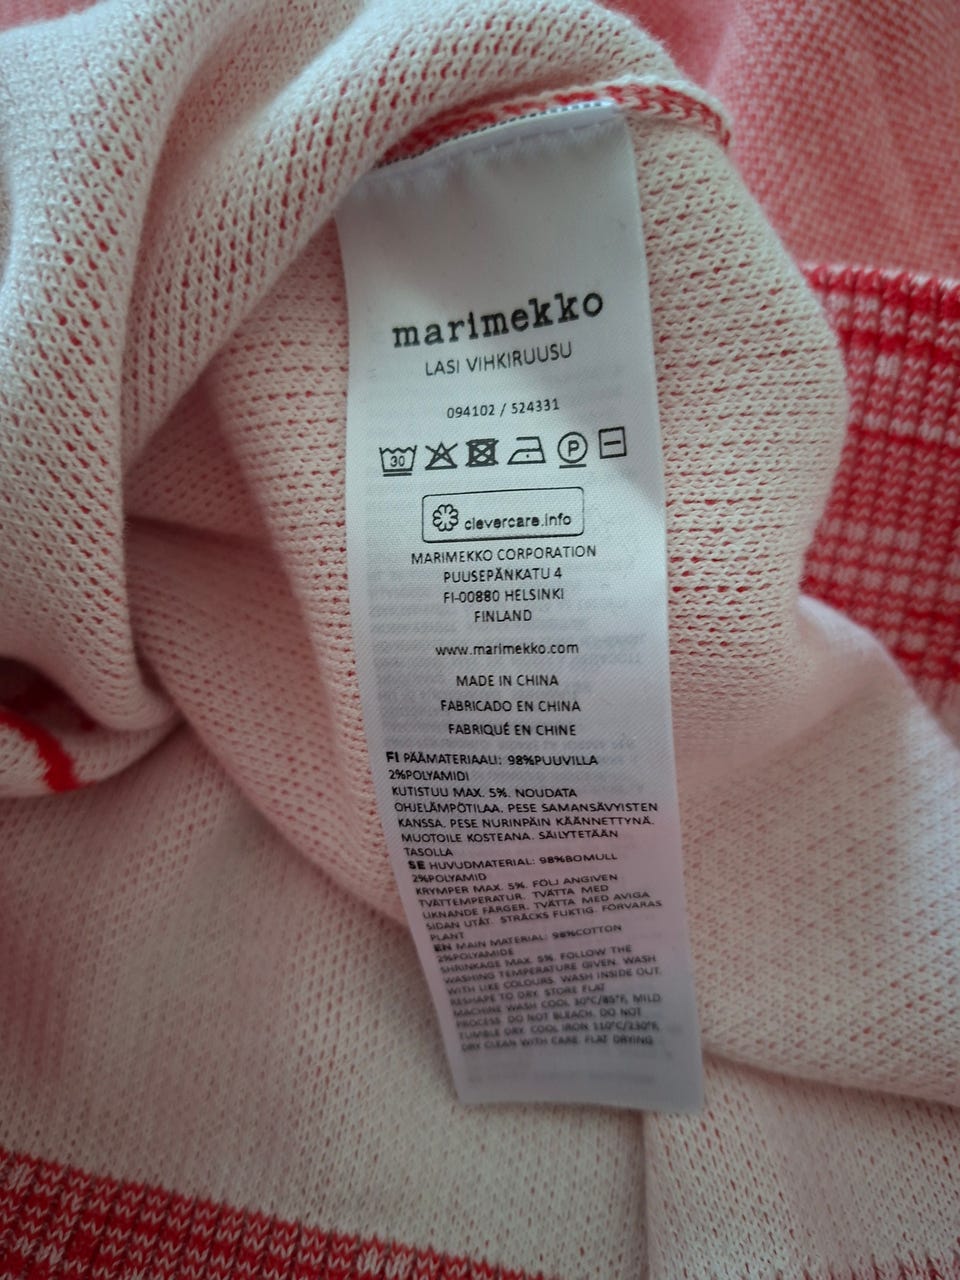 marimekko
LASI VIHKIRUUSU
094102 / 524331
30
P
clevercare.info
MARIMEKKO CORPORATION
PUUSEPÄNKATU 4
FI-00880 HELSINKI
FINLAND
www.marimekko.com
MADE IN CHINA
FABRICADO EN CHINA
FABRIQUÉ EN CHINE
FI PÄÄMATERIAALI: 98%PUUVILLA
2%POLYAMIDI
KUTISTUU MAX. 5%. NOUDATA
OHJELÄMPÖTILAA. PESE SAMANSÄVYISTEN
KANSSA. PESE NURINPÄIN KÄÄNNETTYNÄ.
MUOTOILE KOSTEANA. SÄILYTETÄÄN
TASOLLA
SE HUVUDMATERIAL: 98%BOMULL
2%POLYAMID
KRYMPER MAX. 5%. FÖLJ ANGIVEN
TVÄTTEMPERATUR. TVÄTTA MED
LIKNANDE FÄRGER. TVÄTTA MED AVIGA
SIDAN UTÅT. STRÄCKS FUKTIG. FÖRVARAS
PLANT
EN MAIN MATERIAL: 98%COTTON
2%POLYAMIDE
SHRINKAGE MAX. 5%. FOLLOW THE
WASHING TEMPERATURE GIVEN. WASH
WITH LIKE COLOURS. WASH INSIDE OUT.
RESHAPE TO DRY. STORE FLAT
MACHINE WASH COOL 30°C/85°F, MILD
PROCESS. DO NOT BLEACH. DO NOT
TUMBLE DRY. COOL IRON 110°C/230°F,
DRY CLEAN WITH CARE. FLAT DRYING